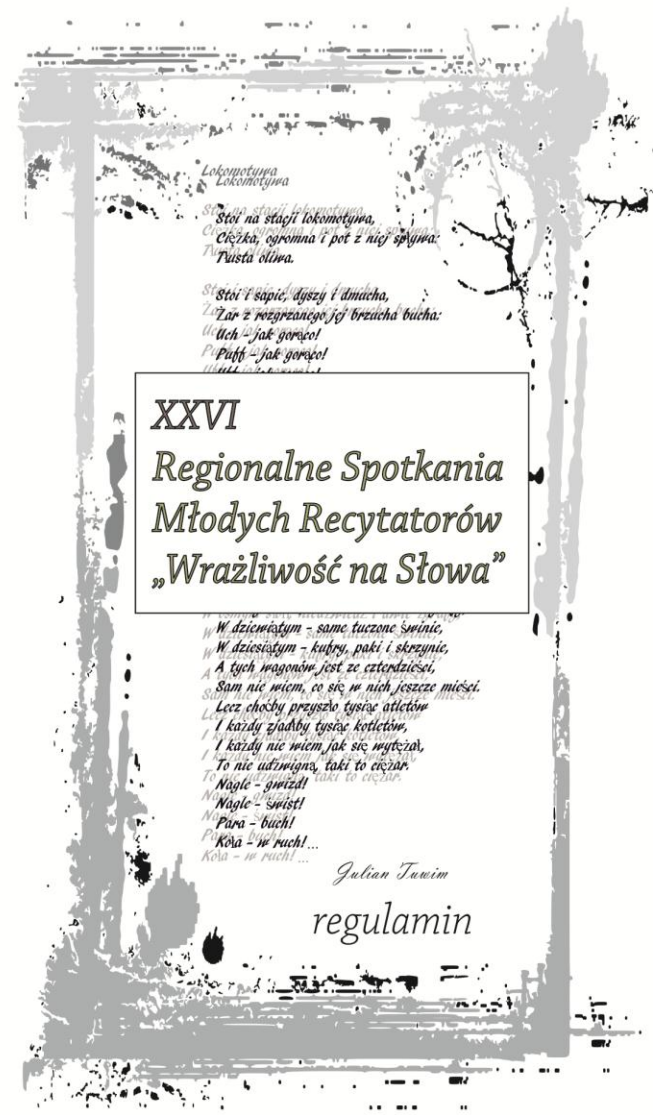 Lokomotywa
Lokomotywa
Stoi na stacji lokomotywa,
Ciężka, ogromna i pot z niej spływa:
Tłusta oliwa.
Stoi i sapie, dyszy i dmucha,
Żar z rozgrzanego jej brzucha bucha:
Uch - jak gorąco!
Puff - jak gorąco!
XXVI
Regionalne Spotkania
Młodych Recytatorów
„Wrażliwość na Słowa”
W dziewiątym - same tuczone świnie,
W dziesiątym - kufry, paki i skrzynie,
A tych wagonów jest ze czterdzieści,
Sam nie wiem, co się w nich jeszcze mieści.
Lecz choćby przyszło tysiąc atletów
I każdy zjadłby tysiąc kotletów,
I każdy nie wiem jak się wytężał,
To nie udźwigną, taki to ciężar.
Nagle - gwizd!
Nagle - świst!
Para - buch!
Koła - w ruch!...
Koła - w ruch! ...
Julian Tuwim
regulamin